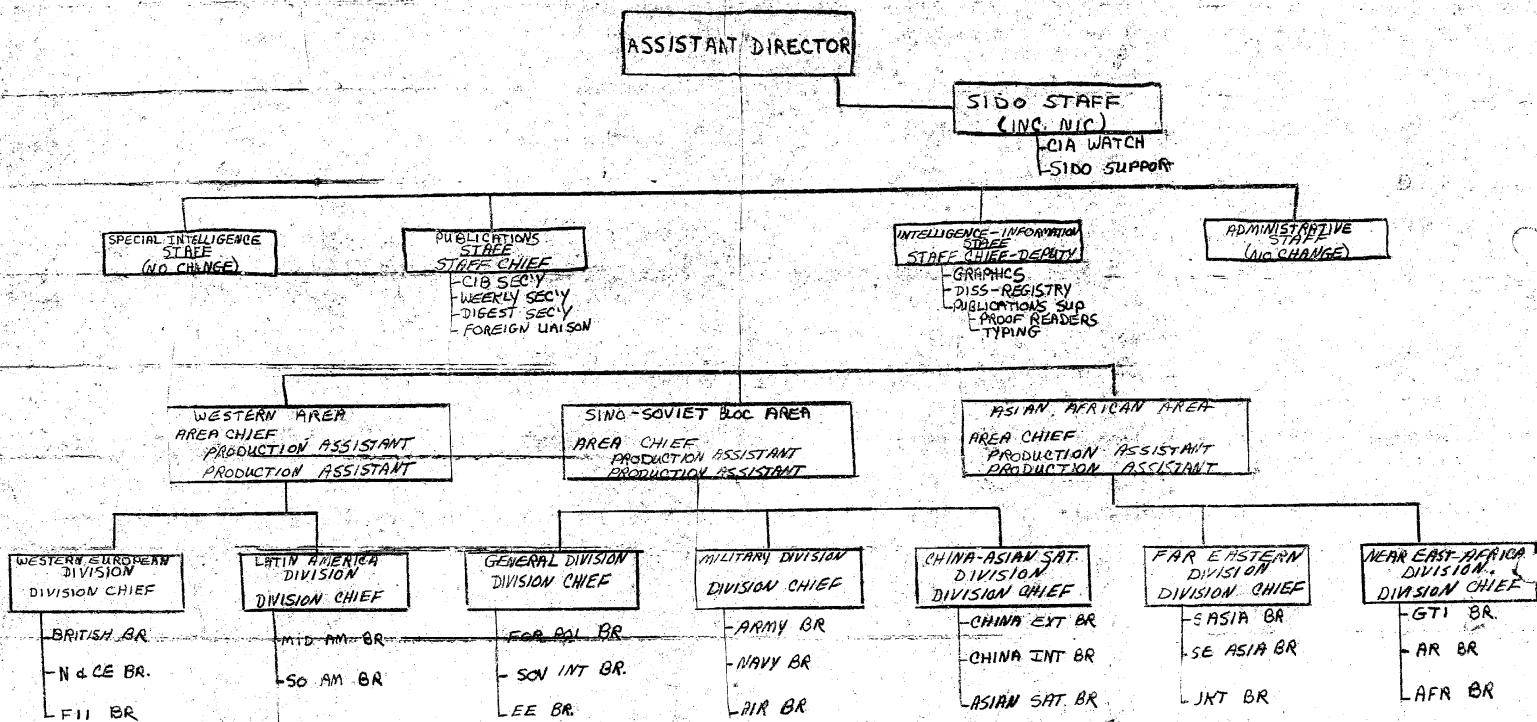 ASSISTANT DIRECTOR
SIDO STAFF
(INC. NIC)
CIA WATCH
SIDO SUPPORT
SPECIAL INTELLIGENCE
STAFF
(NO CHANGE)
PUBLICATIONS
STAFF
STAFF CHIEF
CIB SEC'Y
WEEKLY SEC'Y
DIGEST SEC'Y
FOREIGN LIAISON
INTELLIGENCE-INFORMATION
STAFF
STAFF CHIEF-DEPUTY
GRAPHICS
DISS-REGISTRY
PUBLICATIONS SUP
PROOF READERS
TYPING
ADMINISTRATIVE
STAFF
(NO CHANGE)
WESTERN AREA
AREA CHIEF
PRODUCTION ASSISTANT
PRODUCTION ASSISTANT
SINO-SOVIET BLOC AREA
AREA CHIEF
PRODUCTION ASSISTANT
PRODUCTION ASSISTANT
ASIAN, AFRICAN AREA
AREA CHIEF
PRODUCTION ASSISTANT
PRODUCTION ASSISTANT
WESTERN EUROPEAN
DIVISION
DIVISION CHIEF
BRITISH BR
N & CE BR.
FII BR
LATIN AMERICA
DIVISION
DIVISION CHIEF
MID AM BR
SO AM BR
GENERAL DIVISION
DIVISION CHIEF
FOR POL BR
SOV INT BR.
EE BR.
MILITARY DIVISION
DIVISION CHIEF
ARMY BR
NAVY BR
AIR BR
CHINA-ASIAN SAT.
DIVISION
DIVISION CHIEF
CHINA EXT BR
CHINA INT BR
ASIAN SAT. BR
FAR EASTERN
DIVISION
DIVISION CHIEF
S ASIA BR
SE ASIA BR
JKT BR
NEAR EAST-AFRICA
DIVISION
DIVISION CHIEF
GTI BR.
AR BR
AFR BR